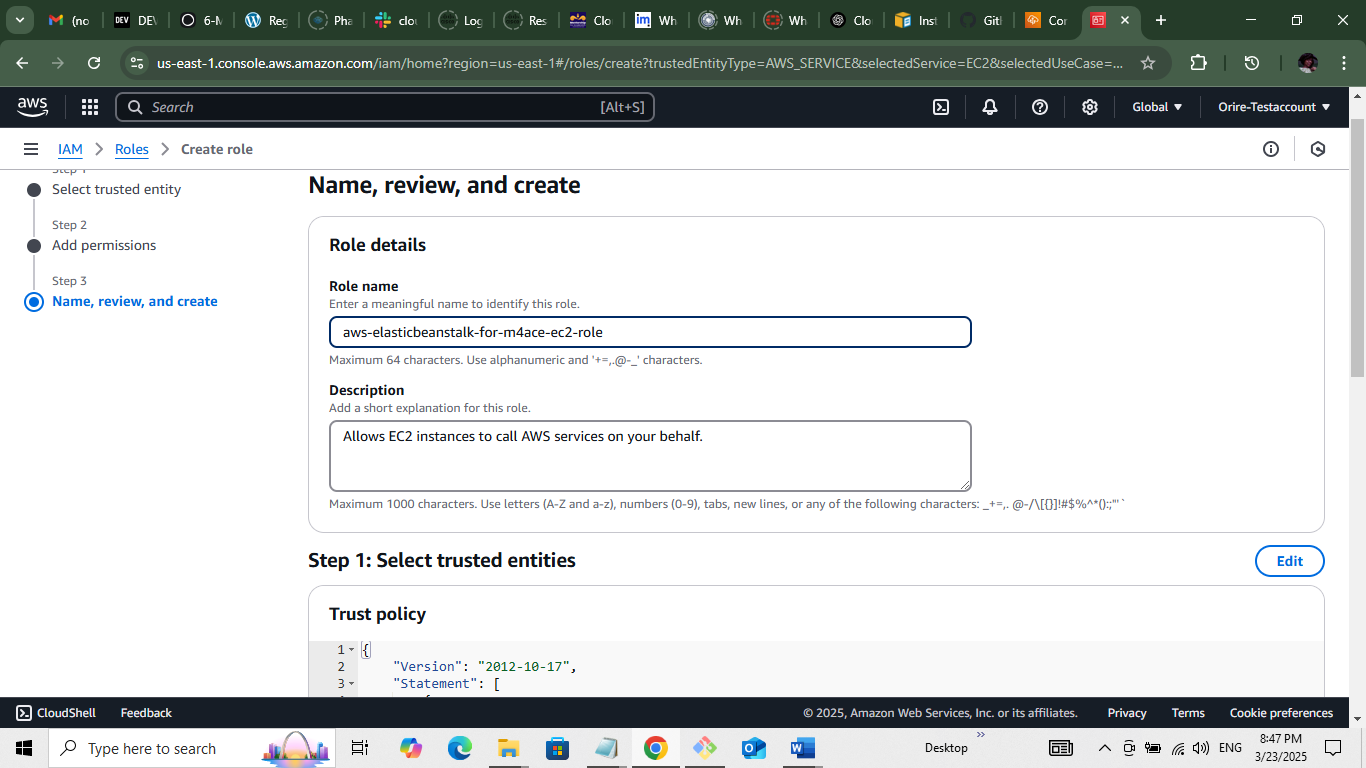 (no
DEV
6-M
Reg
Pha
clou
Log
Res
Clo
Wh
Wh
Wh
Clo
Inst
Gitl
Cor
us-east-1.console.aws.amazon.com/iam/home?region=us-east-1#/roles/create?trustedEntityType=AWS_SERVICE&selectedService=EC2&selectedUseCase=...
aws
Search
[Alt+S]
Global
Orire-Testaccount
IAM
Roles
Create role
Step 1
Select trusted entity
Step 2
Add permissions
Step 3
Name, review, and create
Name, review, and create
Role details
Role name
Enter a meaningful name to identify this role.
aws-elasticbeanstalk-for-m4ace-ec2-role
Maximum 64 characters. Use alphanumeric and '+=,.@-_' characters.
Description
Add a short explanation for this role.
Allows EC2 instances to call AWS services on your behalf.
Maximum 1000 characters. Use letters (A-Z and a-z), numbers (0-9), tabs, new lines, or any of the following characters: _+=,. @-/\[{}]!#$%^*();:"'`
Step 1: Select trusted entities
Edit
Trust policy
1 {
2 "Version": "2012-10-17",
3 "Statement": [
CloudShell
Feedback
© 2025, Amazon Web Services, Inc. or its affiliates.
Privacy
Terms
Cookie preferences
Type here to search
Desktop
ENG
8:47 PM
3/23/2025